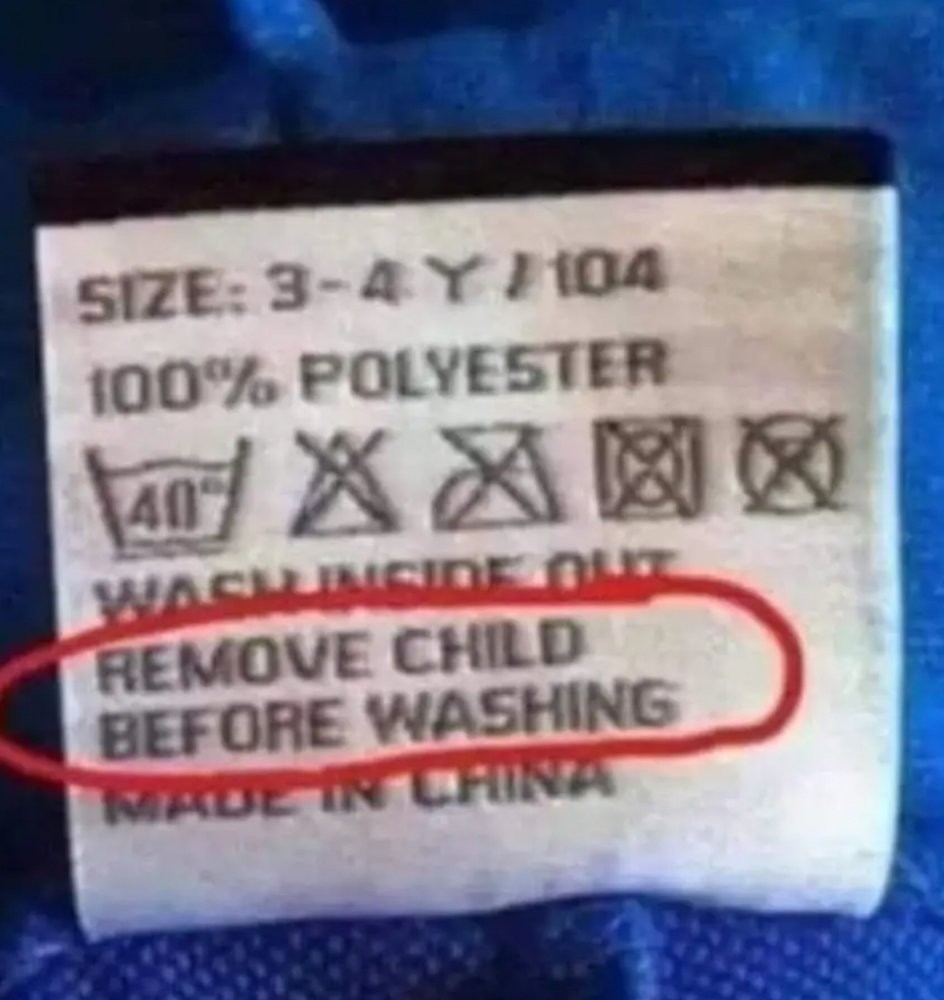 SIZE: 3-4 Y / 104
100% POLYESTER
40°
WASH INSIDE OUT
REMOVE CHILD
BEFORE WASHING
MADE IN CHINA